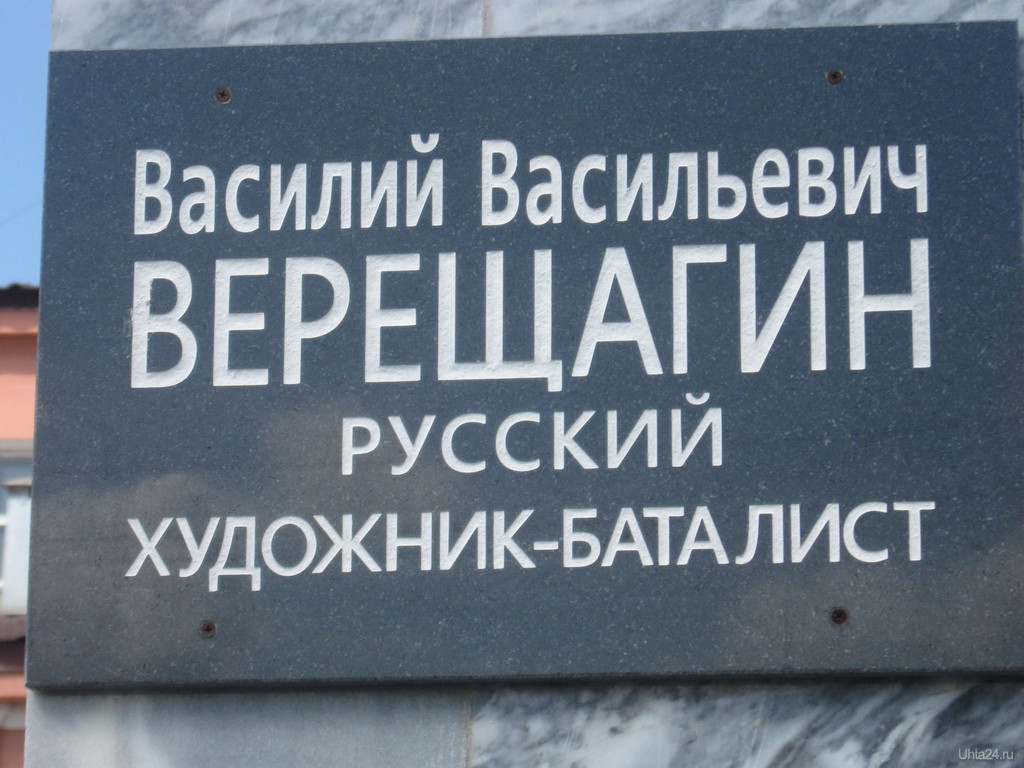 Василий Васильевич
ВЕРЕЩАГИН
РУССКИЙ
ХУДОЖНИК-БАТАЛИСТ
Uhta24.ru